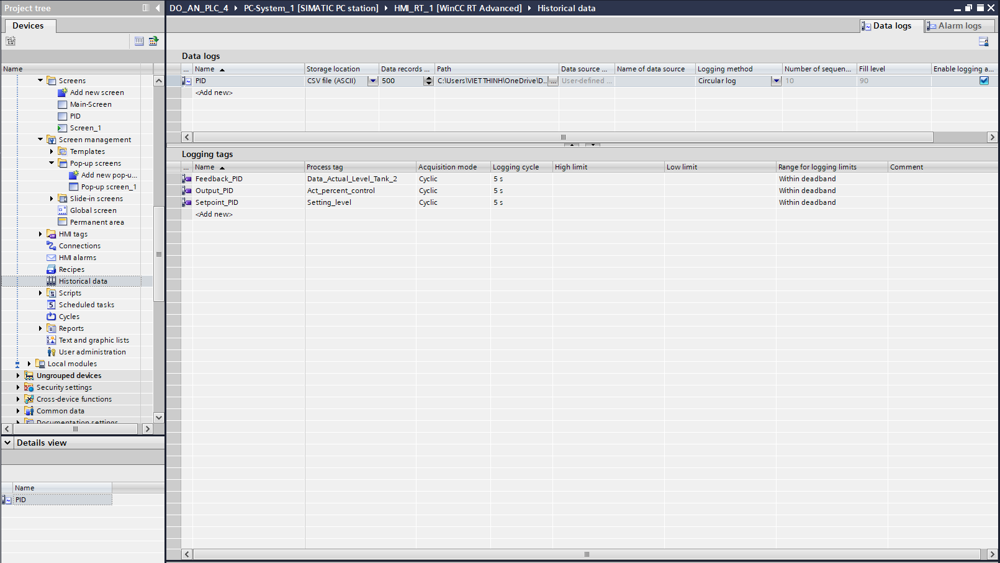 Project tree
DO_AN_PLC_4 PC-System_1 [SIMATIC PC station] HMI_RT_1 [WinCC RT Advanced] Historical data
Devices
Data logs Alarm logs
Name
Screens
Add new screen
Main-Screen
PID
Screen_1
Screen management
Templates
Pop-up screens
Add new pop-u...
Pop-up screen_1
Slide-in screens
Global screen
Permanent area
HMI tags
Connections
HMI alarms
Recipes
Historical data
Scripts
Scheduled tasks
Cycles
Reports
Text and graphic lists
User administration
Local modules
Ungrouped devices
Security settings
Cross-device functions
Common data
Documentation settings
Details view
Name
PID
Data logs
... Name Storage location Data records ... Path Data source ... Name of data source Logging method Number of sequen... Fill level Enable logging a...
PID CSV file (ASCII) 500 C:\Users\VIET THINH\OneDrive\D... ... User-defined ... Circular log 10 90
<Add new>
Logging tags
... Name Process tag Acquisition mode Logging cycle High limit Low limit Range for logging limits Comment
Feedback_PID Data_Actual_Level_Tank_2 Cyclic 5 s Within deadband
Output_PID Act_percent_control Cyclic 5 s Within deadband
Setpoint_PID Setting_level Cyclic 5 s Within deadband
<Add new>